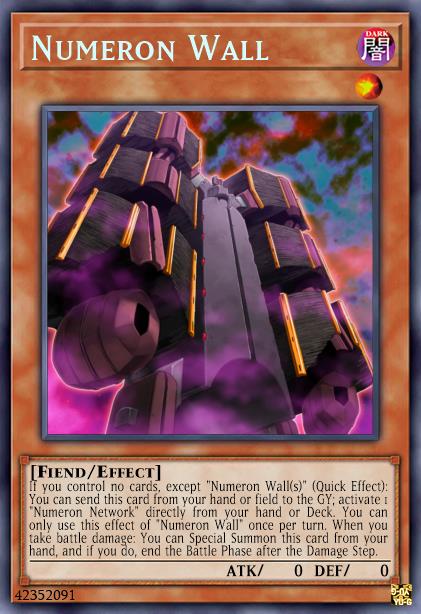 Numeron Wall
DARK
闇
[Fiend/Effect]
If you control no cards, except "Numeron Wall(s)" (Quick Effect):
You can send this card from your hand or field to the GY; activate 1
"Numeron Network" directly from your hand or Deck. You can
only use this effect of "Numeron Wall" once per turn. When you
take battle damage: You can Special Summon this card from your
hand, and if you do, end the Battle Phase after the Damage Step.
ATK/ 0 DEF/ 0
42352091